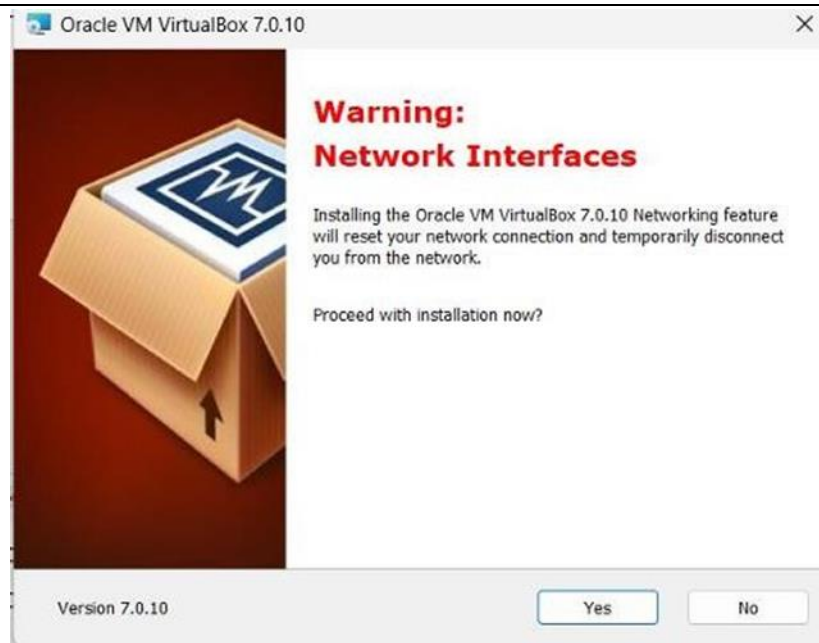 Oracle VM VirtualBox 7.0.10
Warning:
Network Interfaces
Installing the Oracle VM VirtualBox 7.0.10 Networking feature
will reset your network connection and temporarily disconnect
you from the network.
Proceed with installation now?
Version 7.0.10
Yes
No